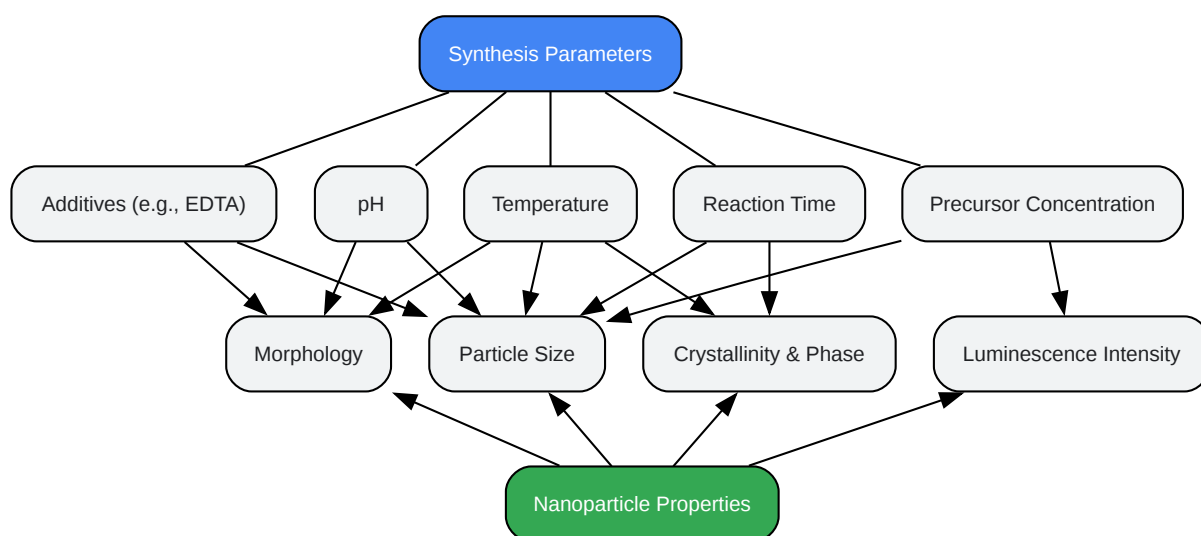 Synthesis Parameters
Additives (e.g., EDTA)
pH
Temperature
Reaction Time
Precursor Concentration
Morphology
Particle Size
Crystallinity & Phase
Luminescence Intensity
Nanoparticle Properties